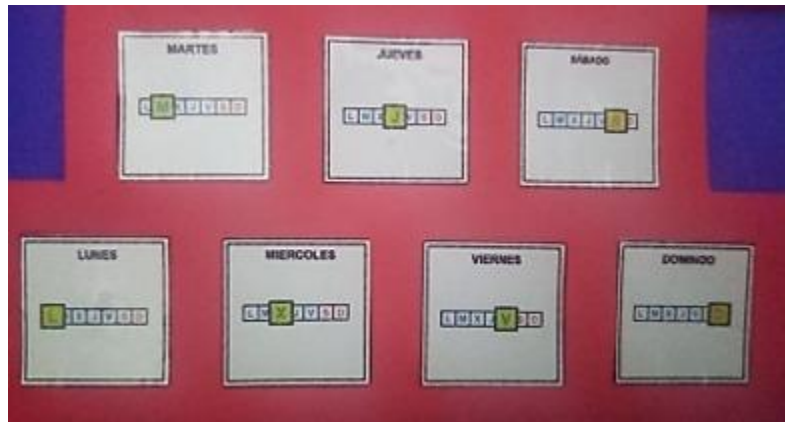 MARTES
L M X J V S D
JUEVES
L M X J V S D
SÁBADO
L M X J V S D
LUNES
L M X J V S D
MIERCOLES
L M X J V S D
VIERNES
L M X J V S D
DOMINGO
L M X J V S D